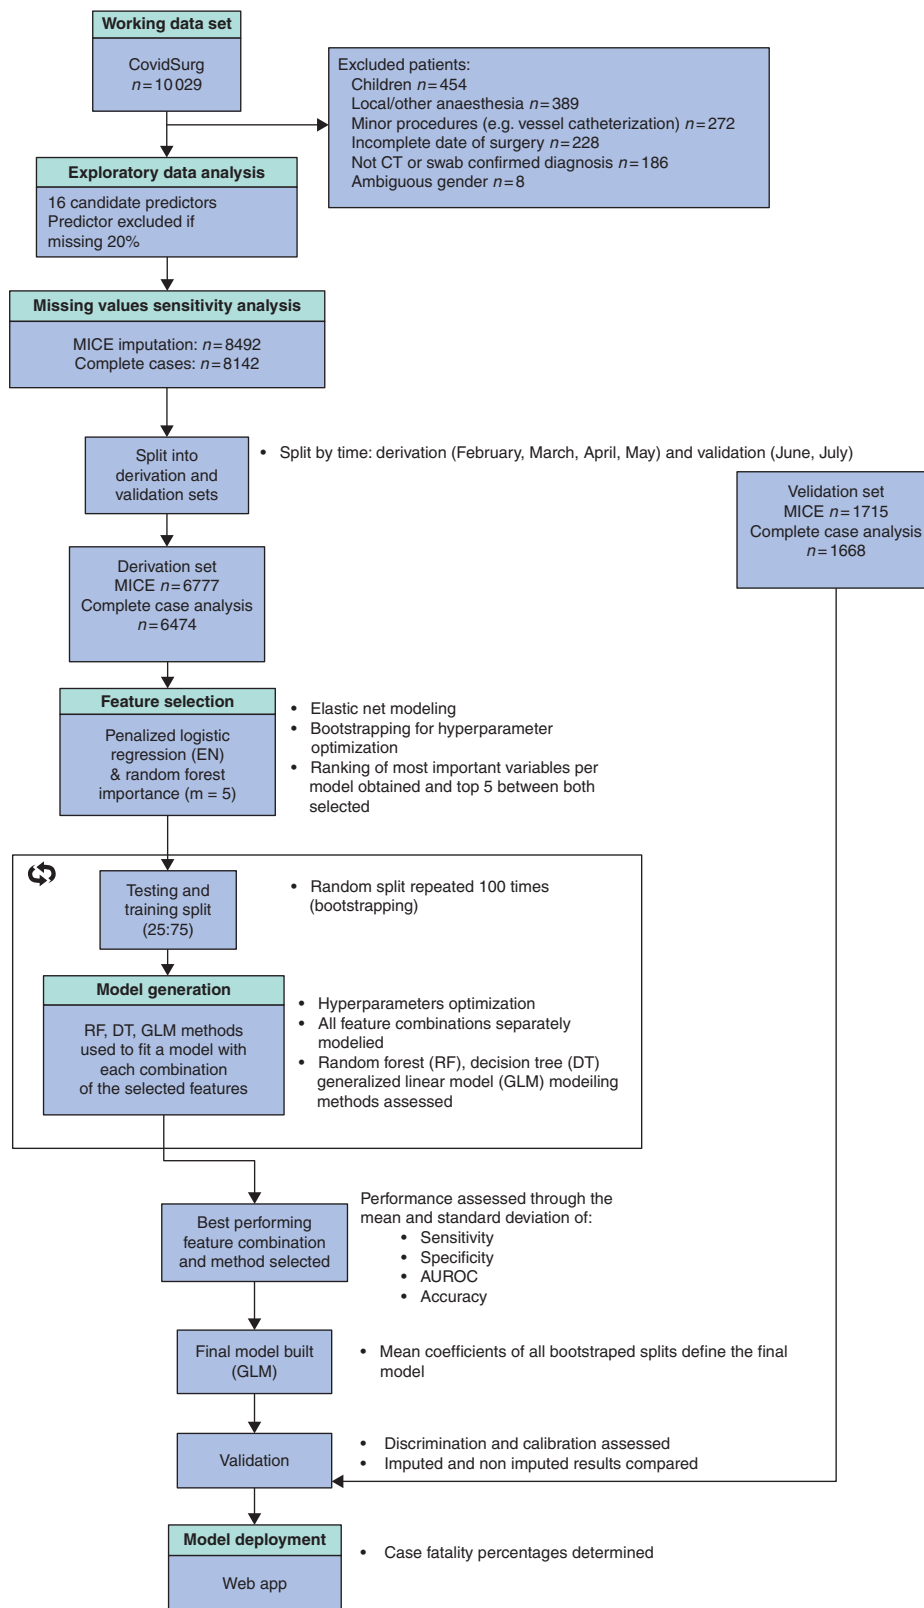 Working data set
CovidSurg
n=10 029
Excluded patients:
Children n=454
Local/other anaesthesia n=389
Minor procedures (e.g. vessel catheterization) n=272
Incomplete date of surgery n=228
Not CT or swab confirmed diagnosis n=186
Ambiguous gender n=8
Exploratory data analysis
16 candidate predictors
Predictor excluded if
missing 20%
Missing values sensitivity analysis
MICE imputation: n=8492
Complete cases: n=8142
Split into
derivation and
validation sets
• Split by time: derivation (February, March, April, May) and validation (June, July)
Velidation set
MICE n=1715
Complete case analysis
n=1668
Derivation set
MICE n=6777
Complete case analysis
n=6474
Feature selection
Penalized logistic
regression (EN)
& random forest
importance (m = 5)
• Elastic net modeling
• Bootstrapping for hyperparameter
optimization
• Ranking of most important variables per
model obtained and top 5 between both
selected
Testing and
training split
(25:75)
• Random split repeated 100 times
(bootstrapping)
Model generation
RF, DT, GLM methods
used to fit a model with
each combination
of the selected features
• Hyperparameters optimization
• All feature combinations separately
modelied
• Random forest (RF), decision tree (DT)
generalized linear model (GLM) modeiling
methods assessed
Best performing
feature combination
and method selected
Performance assessed through the
mean and standard deviation of:
• Sensitivity
• Specificity
• AUROC
• Accuracy
Final model built
(GLM)
• Mean coefficients of all bootstraped splits define the final
model
Validation
• Discrimination and calibration assessed
• Imputed and non imputed results compared
Model deployment
Web app
• Case fatality percentages determined